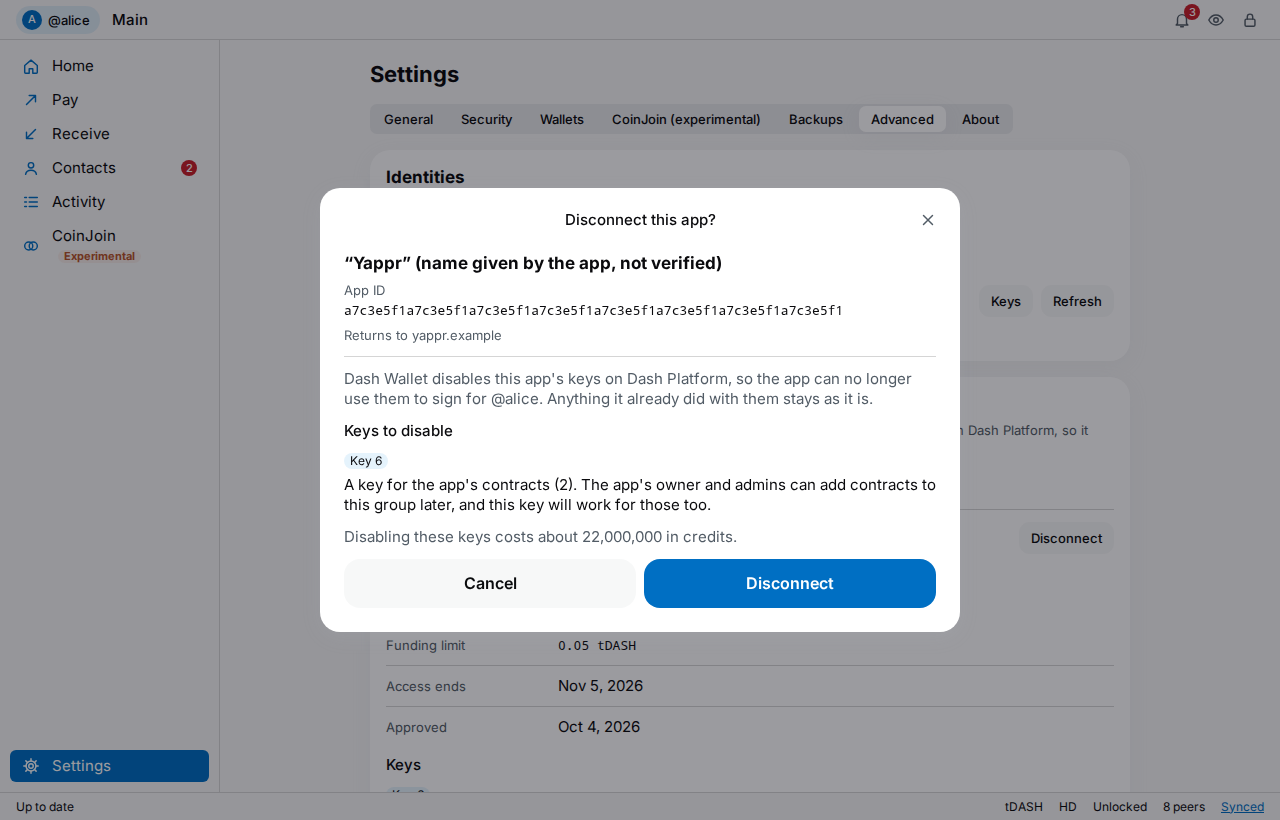 A @alice Main 3
Home
Pay
Receive
Contacts 2
Activity
CoinJoin
Experimental
Settings
Settings
General Security Wallets CoinJoin (experimental) Backups Advanced About
Identities
Keys Refresh
Dash Platform, so it
Disconnect
Disconnect this app?
“Yappr” (name given by the app, not verified)
App ID
a7c3e5f1a7c3e5f1a7c3e5f1a7c3e5f1a7c3e5f1a7c3e5f1a7c3e5f1a7c3e5f1
Returns to yappr.example
Dash Wallet disables this app's keys on Dash Platform, so the app can no longer
use them to sign for @alice. Anything it already did with them stays as it is.
Keys to disable
Key 6
A key for the app's contracts (2). The app's owner and admins can add contracts to
this group later, and this key will work for those too.
Disabling these keys costs about 22,000,000 in credits.
Cancel Disconnect
Funding limit 0.05 tDASH
Access ends Nov 5, 2026
Approved Oct 4, 2026
Keys
Up to date tDASH HD Unlocked 8 peers Synced